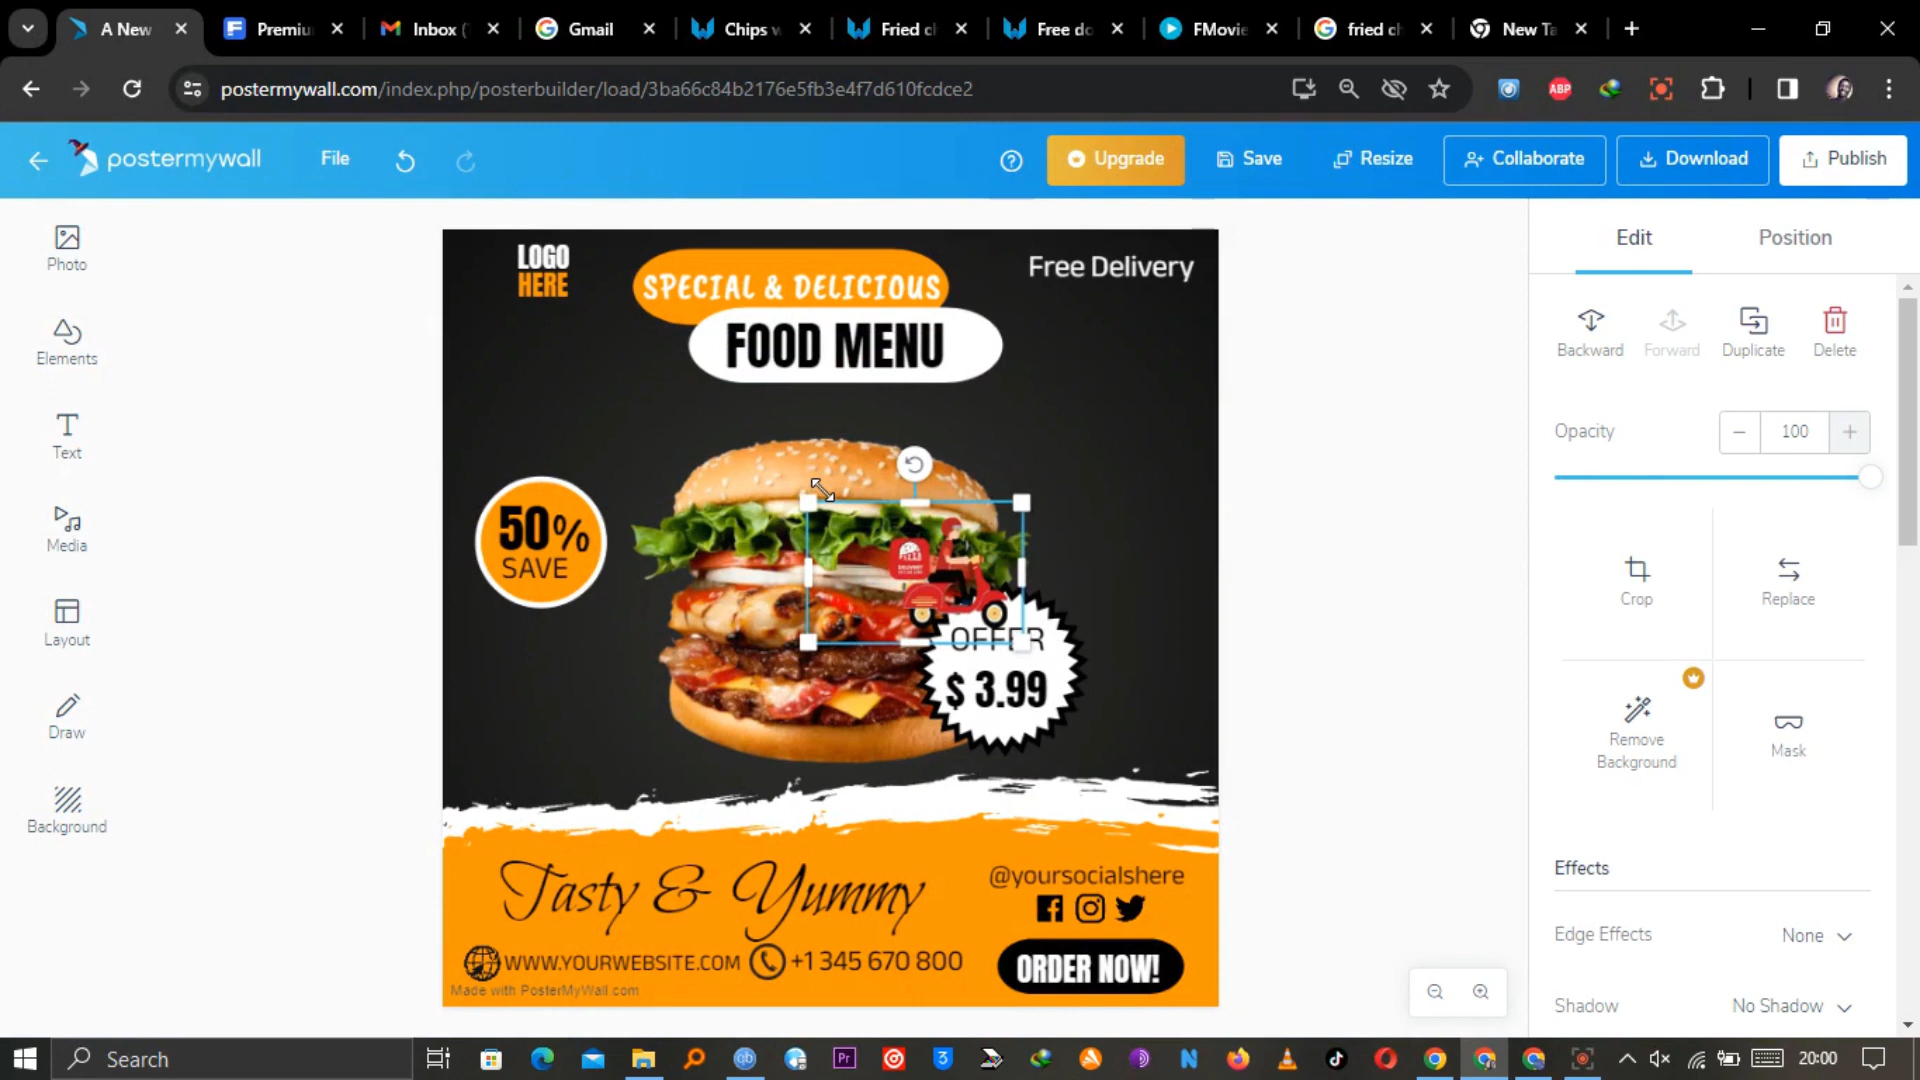 A New
Premiu
Inbox (
Gmail
Chips w
Fried ch
Free do
FMovie
fried ch
New Ta
postermywall.com/index.php/posterbuilder/load/3ba66c84b2176e5fb3e4f7d610fcdce2
ABP
postermywall
File
Upgrade
Save
Resize
Collaborate
Download
Publish
Photo
Elements
Text
Media
Layout
Draw
Background
LOGO
HERE
SPECIAL & DELICIOUS
FOOD MENU
Free Delivery
50%
SAVE
OFFER
$ 3.99
Tasty & Yummy
@yoursocialshere
WWW.YOURWEBSITE.COM
+1 345 670 800
ORDER NOW!
Made with PosterMyWall.com
Edit
Position
Backward
Forward
Duplicate
Delete
Opacity
100
Crop
Replace
Remove
Background
Mask
Effects
Edge Effects
None
Shadow
No Shadow
Search
Pr
20:00